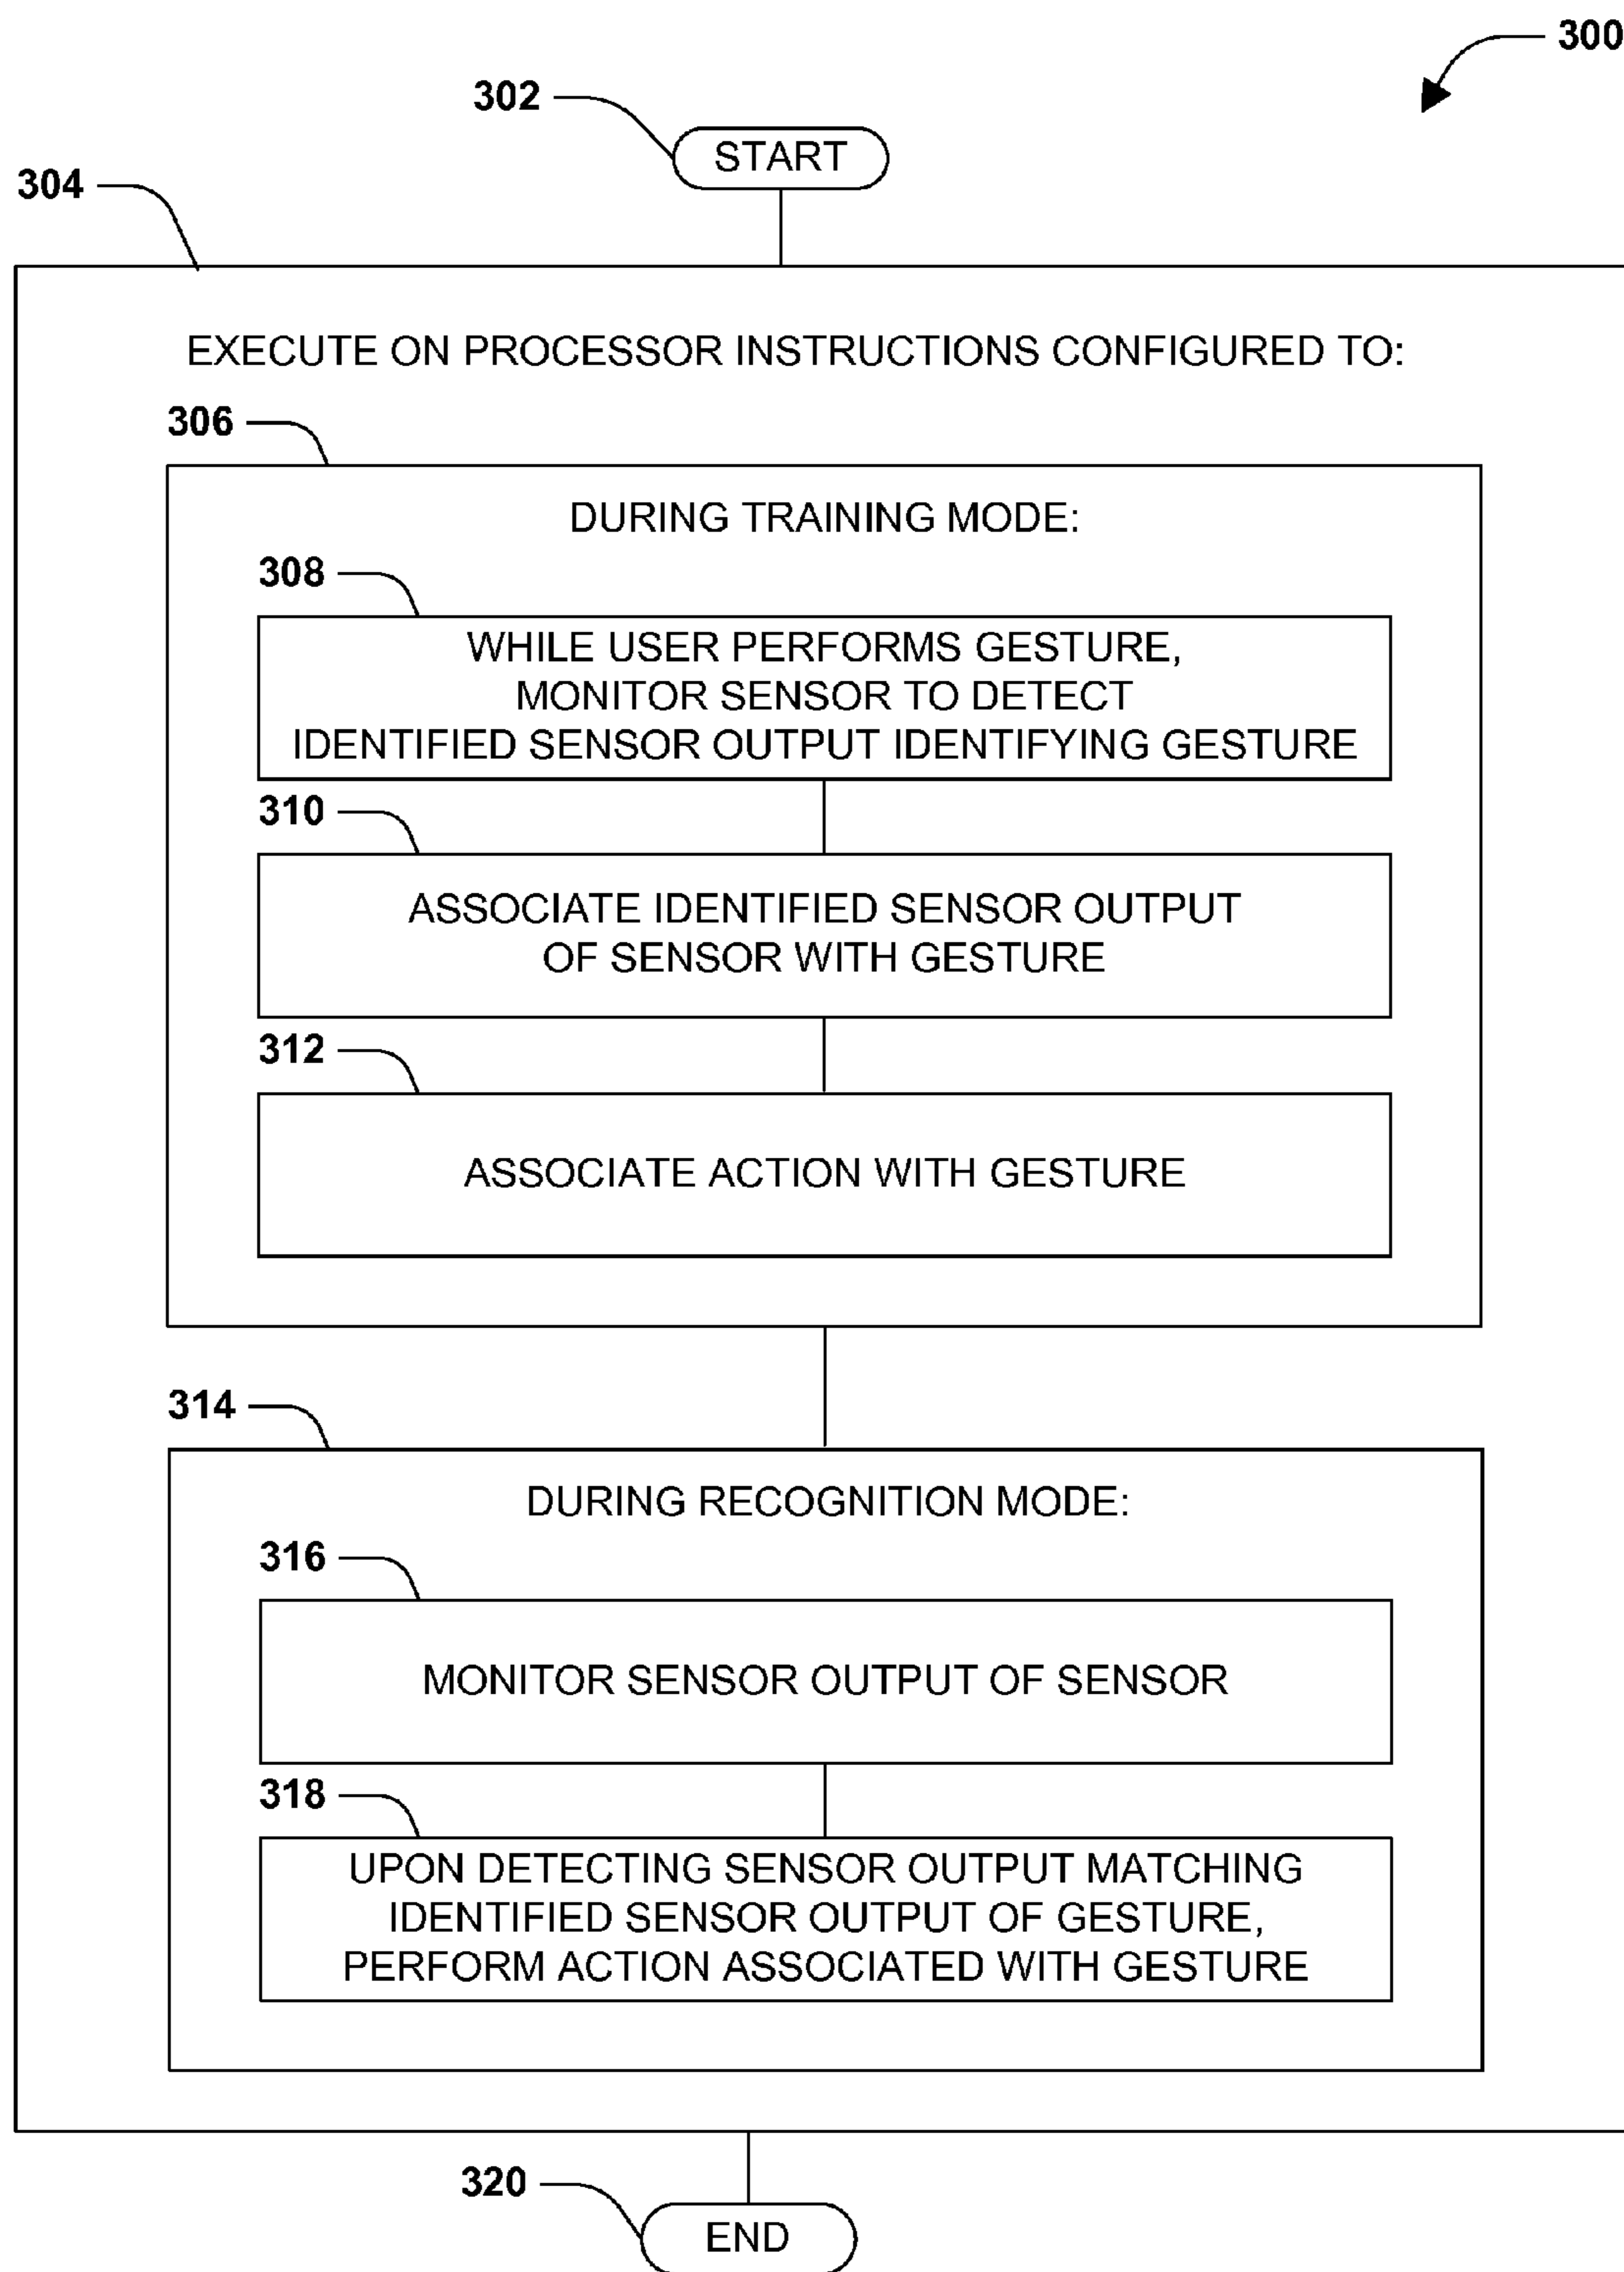 300
302
START
304
EXECUTE ON PROCESSOR INSTRUCTIONS CONFIGURED TO:
306
DURING TRAINING MODE:
308
WHILE USER PERFORMS GESTURE,
MONITOR SENSOR TO DETECT
IDENTIFIED SENSOR OUTPUT IDENTIFYING GESTURE
310
ASSOCIATE IDENTIFIED SENSOR OUTPUT
OF SENSOR WITH GESTURE
312
ASSOCIATE ACTION WITH GESTURE
314
DURING RECOGNITION MODE:
316
MONITOR SENSOR OUTPUT OF SENSOR
318
UPON DETECTING SENSOR OUTPUT MATCHING
IDENTIFIED SENSOR OUTPUT OF GESTURE,
PERFORM ACTION ASSOCIATED WITH GESTURE
320
END